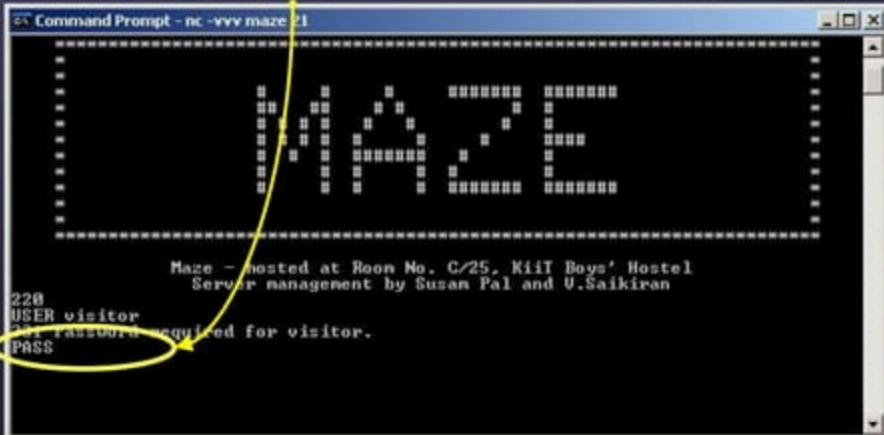 Command Prompt - nc -vvv maze 21
MAZE
Maze - hosted at Room No. C/25, KiiT Boys' Hostel
Server management by Susam Pal and V.Saikiran
220
USER visitor
331 Password required for visitor.
PASS